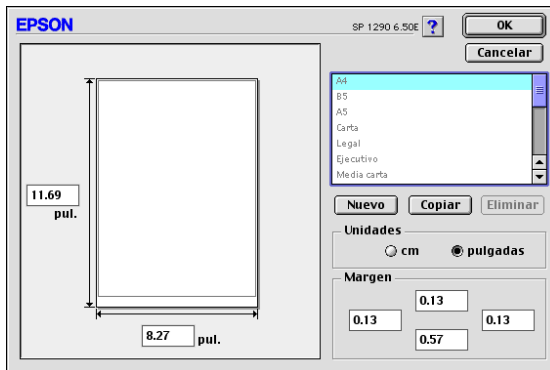 EPSON
SP 1290 6.50E ?
OK
Cancelar
A4
B5
A5
Carta
Legal
Ejecutivo
Media carta
11.69
pul.
8.27 pul.
Nuevo Copiar Eliminar
Unidades
cm pulgadas
Margen
0.13
0.13 0.13
0.57